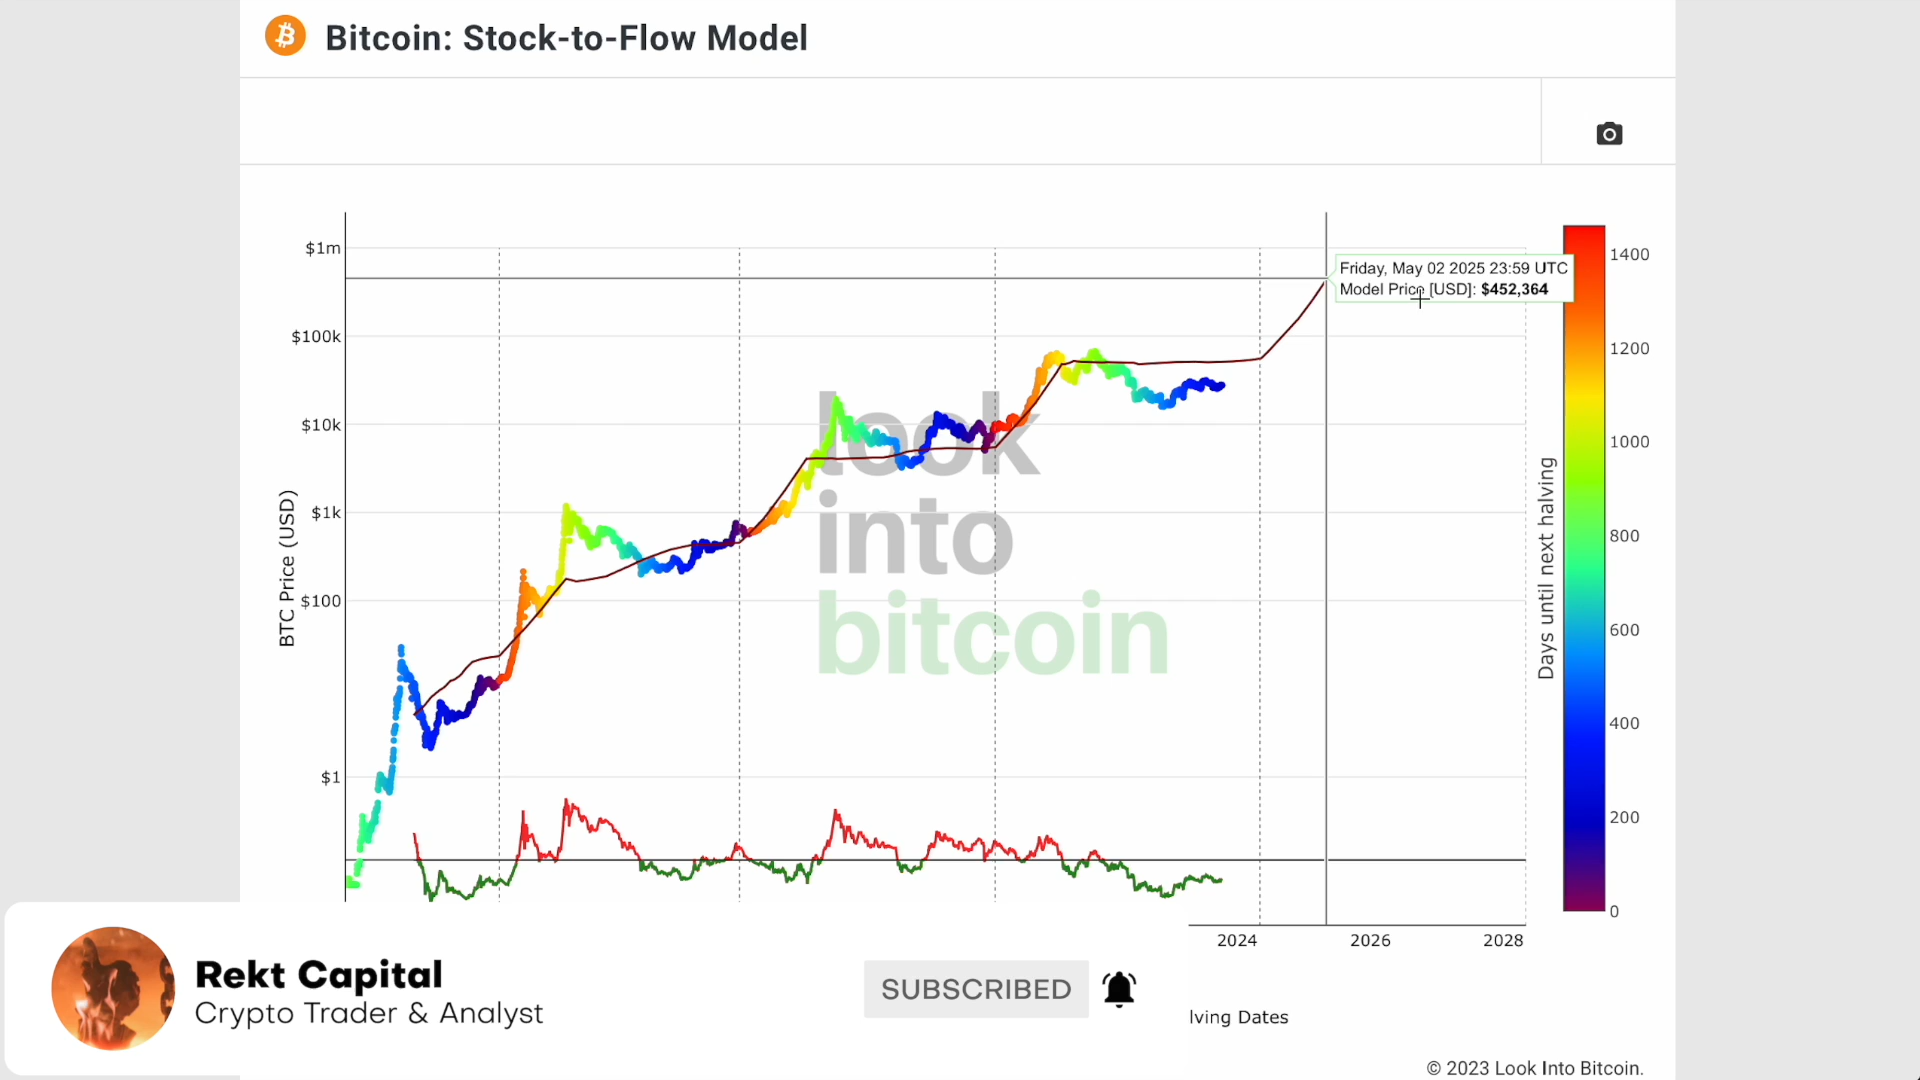 Bitcoin: Stock-to-Flow Model
$1m
$100k
$10k
$1k
$100
$1
BTC Price (USD)
Friday, May 02 2025 23:59 UTC
Model Price [USD]: $452,364
look
into
bitcoin
1400
1200
1000
800
600
400
200
0
Days until next halving
2024 2026 2028
lving Dates
© 2023 Look Into Bitcoin.
Rekt Capital
Crypto Trader & Analyst
SUBSCRIBED